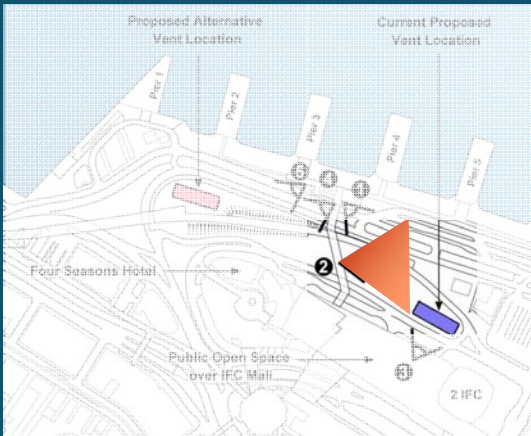 Proposed Alternative
Vent Location
Current Proposed
Vent Location
Pier 1
Pier 2
Pier 3
Pier 4
Pier 5
2
Four Seasons Hotel
Public Open Space
over IFC Mall
3
2 IFC